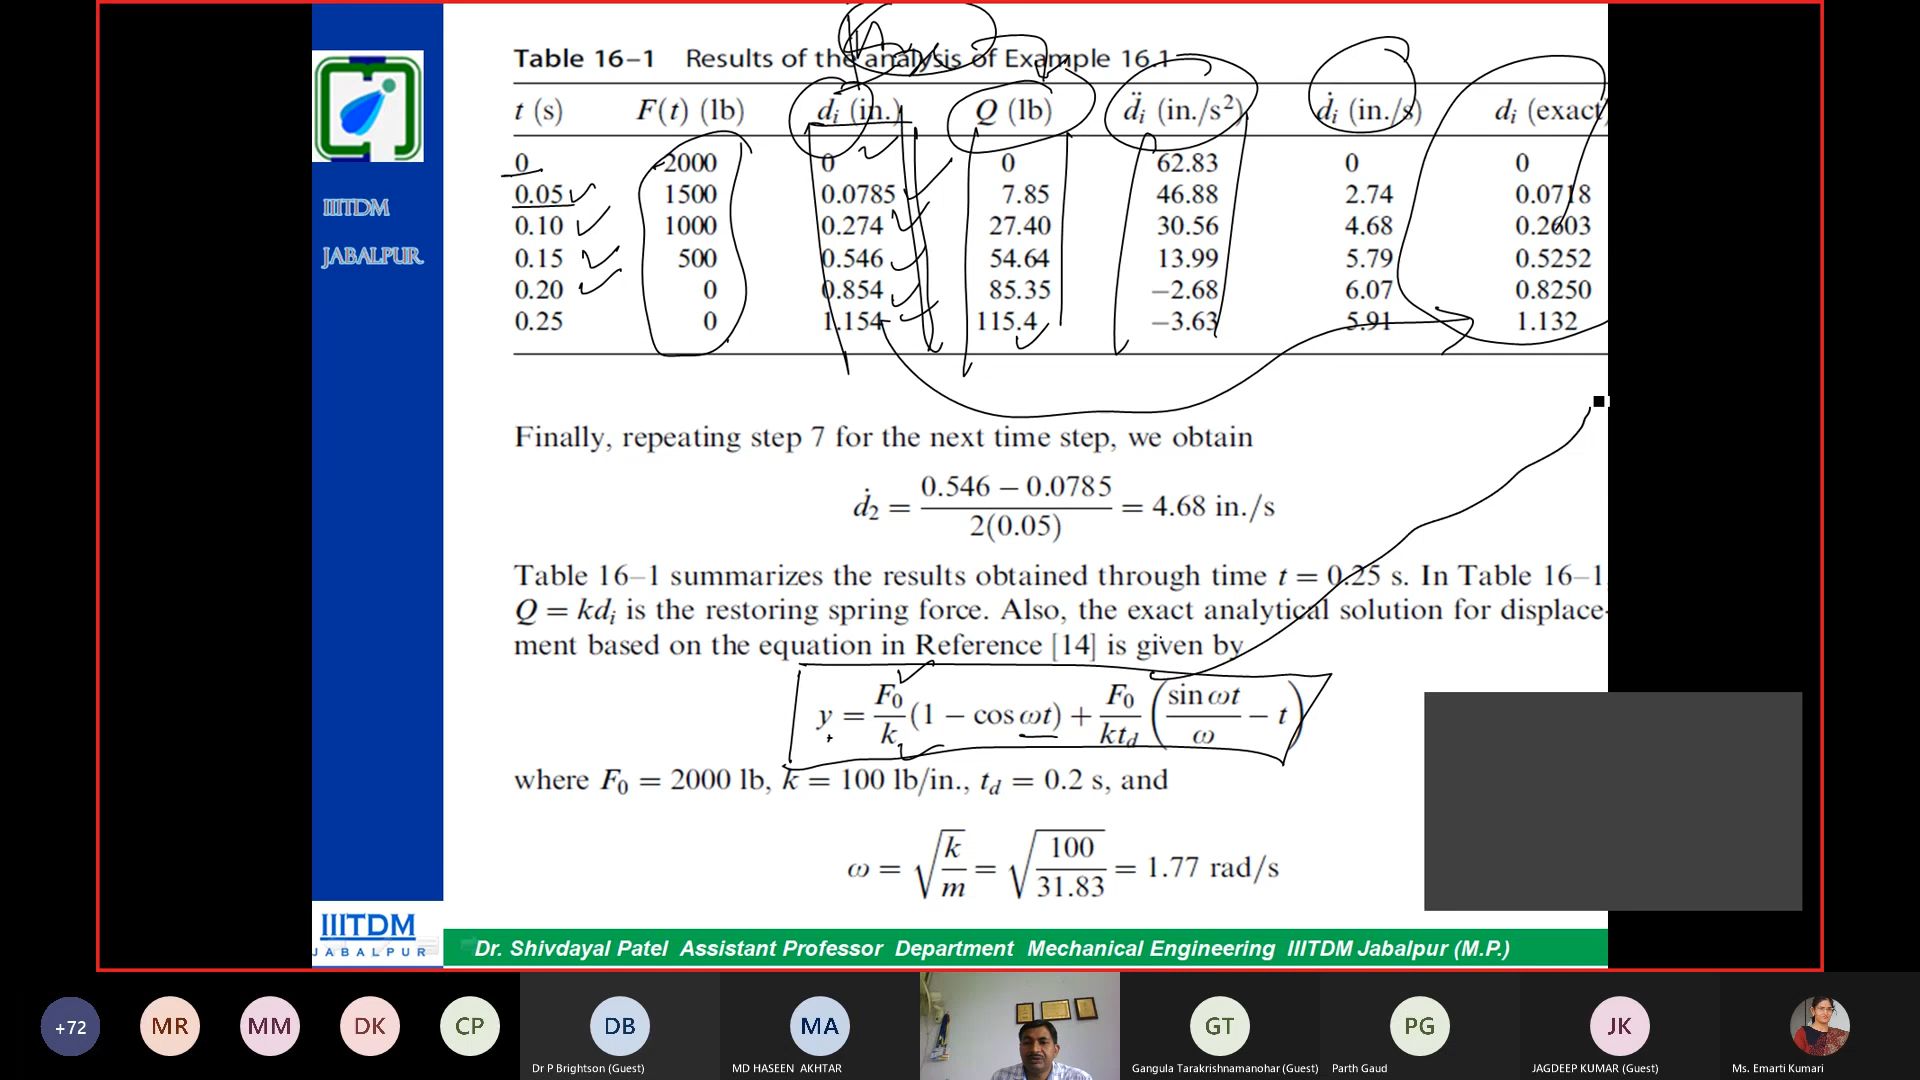 Table 16–1 Results of the analysis of Example 16.1
t (s) F(t) (lb) dᵢ (in.) Q (lb) d̈ᵢ (in./s²) ḋᵢ (in./s) dᵢ (exact)
0 2000 0 0 62.83 0 0
0.05 1500 0.0785 7.85 46.88 2.74 0.0718
0.10 1000 0.274 27.40 30.56 4.68 0.2603
0.15 500 0.546 54.64 13.99 5.79 0.5252
0.20 0 0.854 85.35 −2.68 6.07 0.8250
0.25 0 1.154 115.4 −3.63 5.91 1.132
IIITDM
JABALPUR
Finally, repeating step 7 for the next time step, we obtain
ḋ₂ = (0.546 − 0.0785) / 2(0.05) = 4.68 in./s
Table 16–1 summarizes the results obtained through time t = 0.25 s. In Table 16–1
Q = kdᵢ is the restoring spring force. Also, the exact analytical solution for displace-
ment based on the equation in Reference [14] is given by
y = F₀/k (1 − cos ωt) + F₀/ktd (sin ωt/ω − t)
where F₀ = 2000 lb, k = 100 lb/in., td = 0.2 s, and
ω = √(k/m) = √(100/31.83) = 1.77 rad/s
IIITDM
JABALPUR
Dr. Shivdayal Patel Assistant Professor Department Mechanical Engineering IIITDM Jabalpur (M.P.)
+72 MR MM DK CP DB MA GT PG JK
Dr P Brightson (Guest) MD HASEEN AKHTAR Gangula Tarakrishnamanohar (Guest) Parth Gaud JAGDEEP KUMAR (Guest) Ms. Emarti Kumari